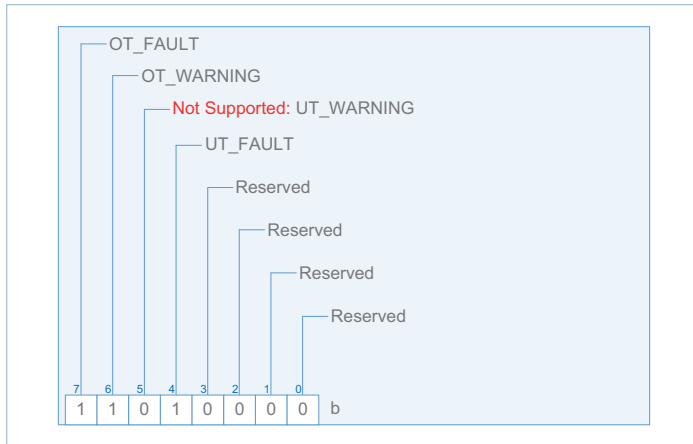 OT_FAULT
OT_WARNING
Not Supported: UT_WARNING
UT_FAULT
Reserved
Reserved
Reserved
Reserved
7 6 5 4 3 2 1 0
1 1 0 1 0 0 0 0 b